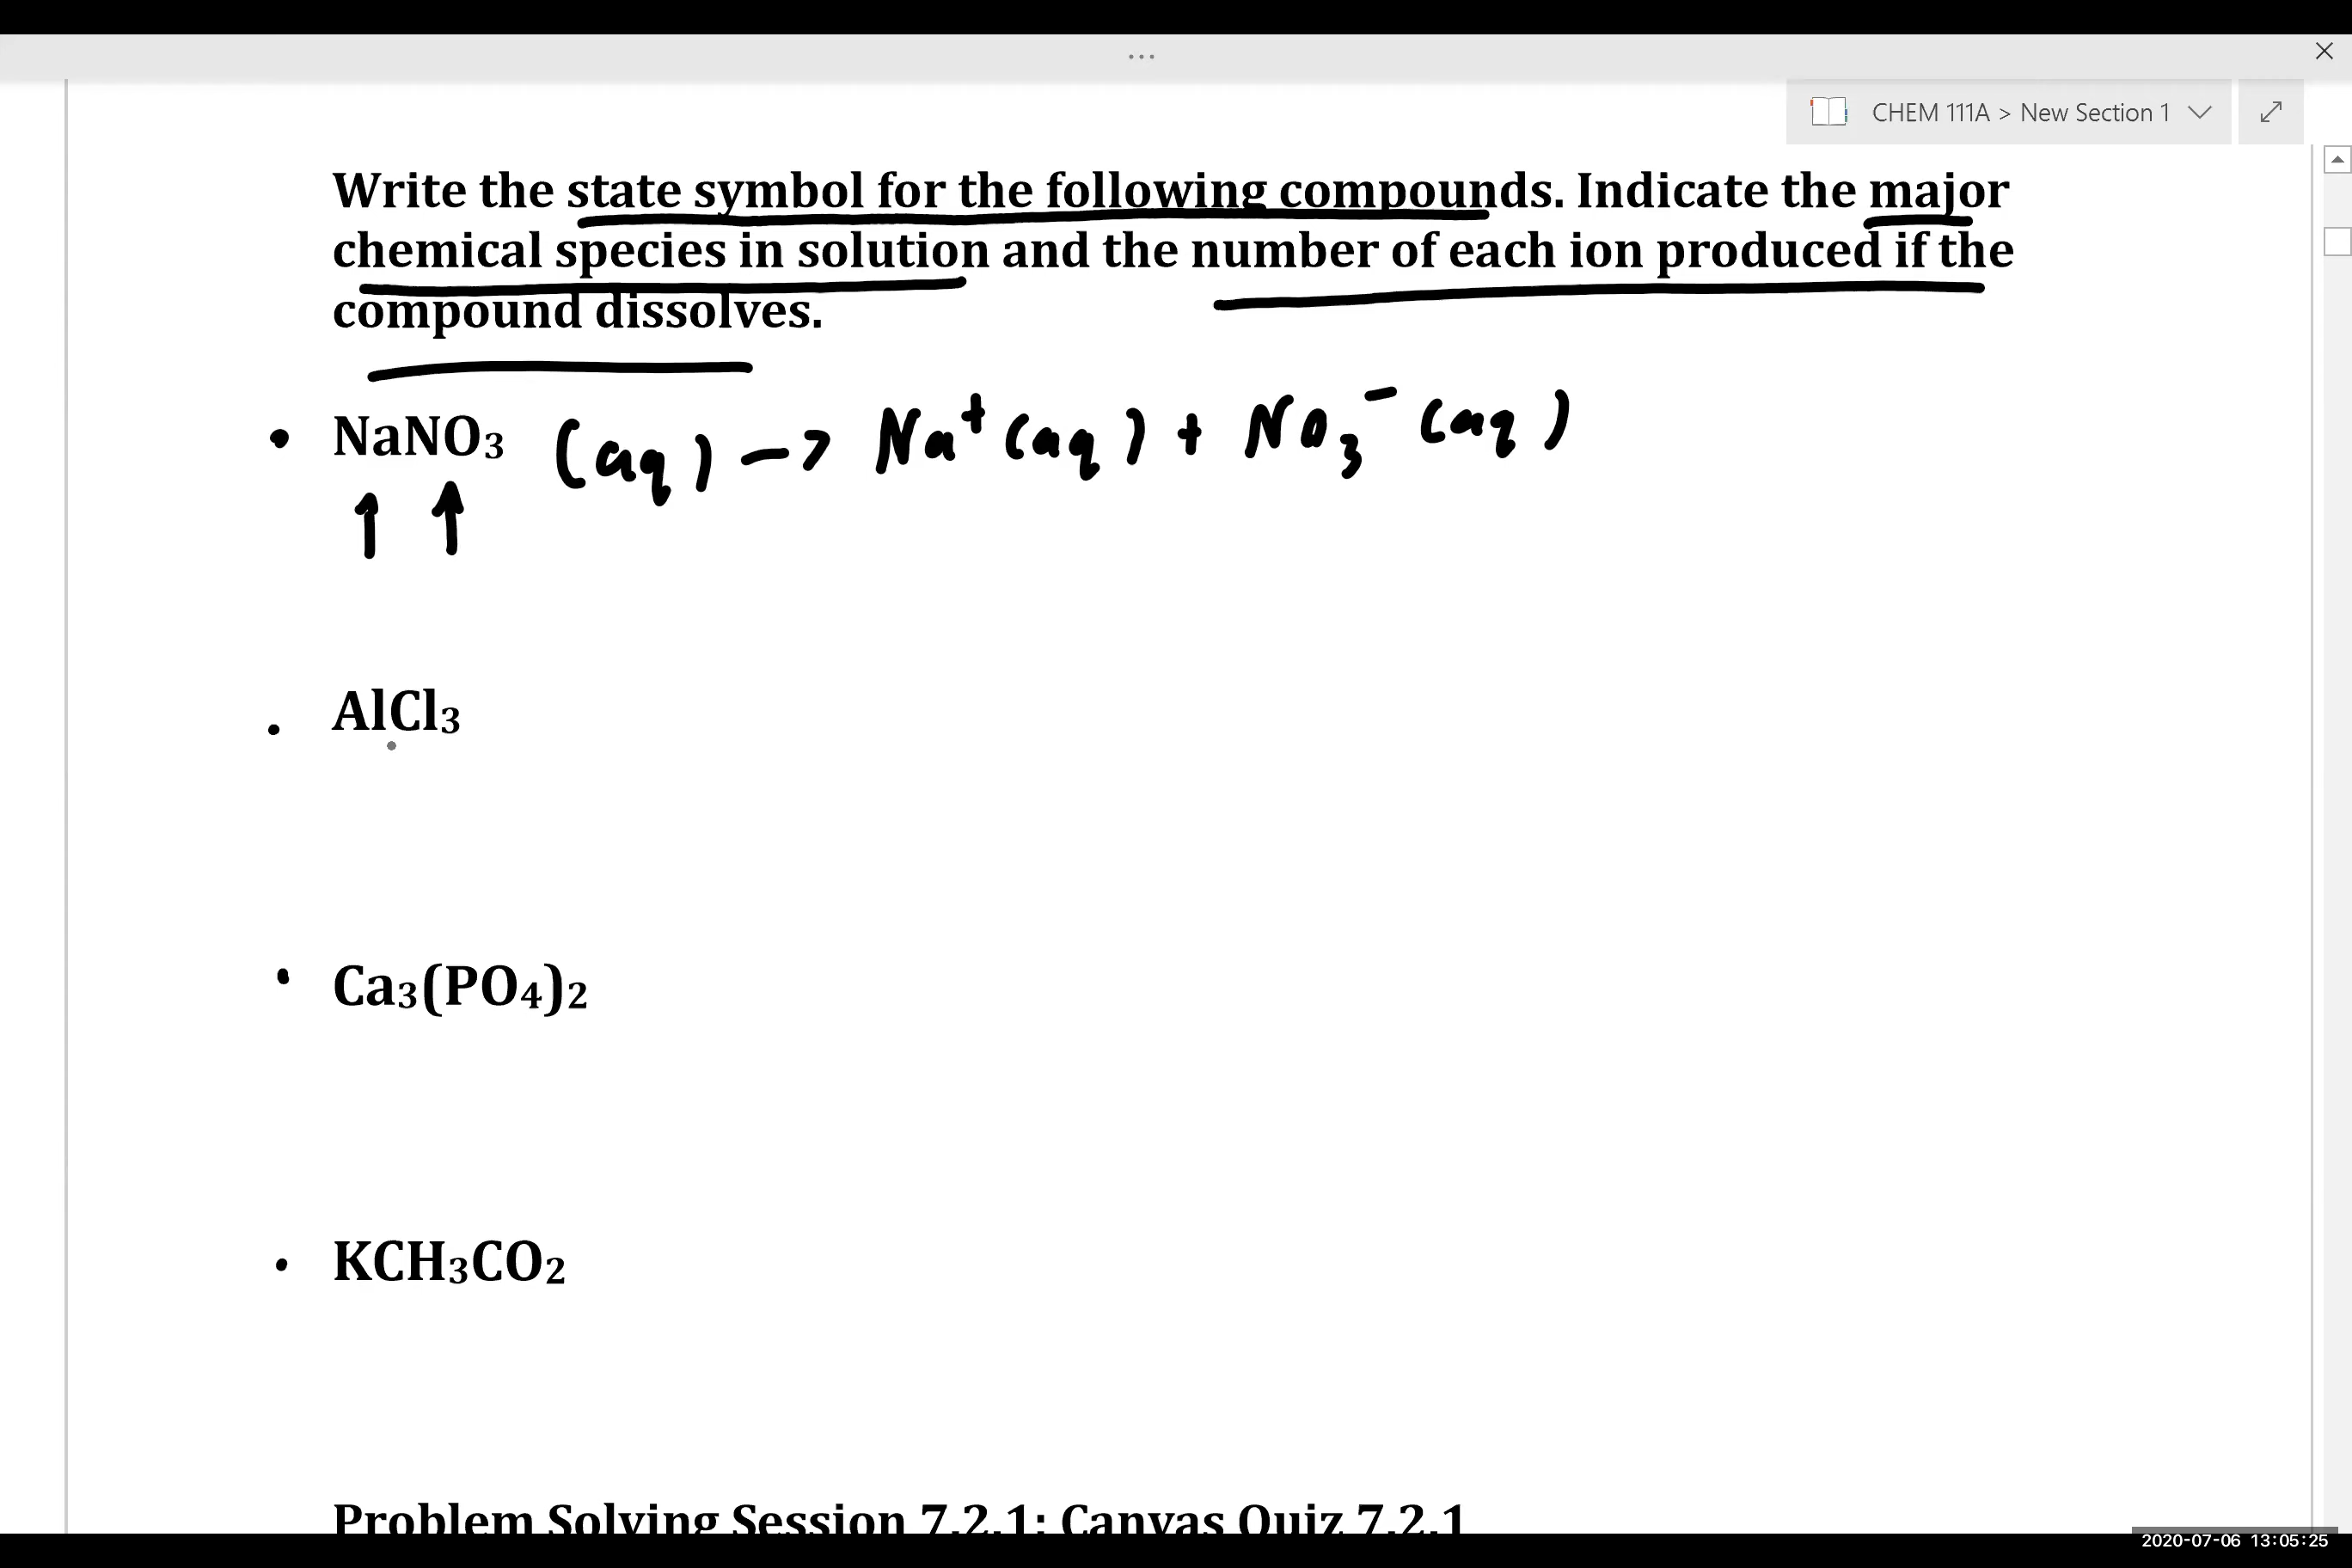 CHEM 111A > New Section 1
Write the state symbol for the following compounds. Indicate the major
chemical species in solution and the number of each ion produced if the
compound dissolves.
• NaNO₃ (aq) -> Na⁺(aq) + NO₃⁻(aq)
• AlCl₃
• Ca₃(PO₄)₂
• KCH₃CO₂
Problem Solving Session 7.2.1: Canvas Quiz 7.2.1
2020-07-06 13:05:25